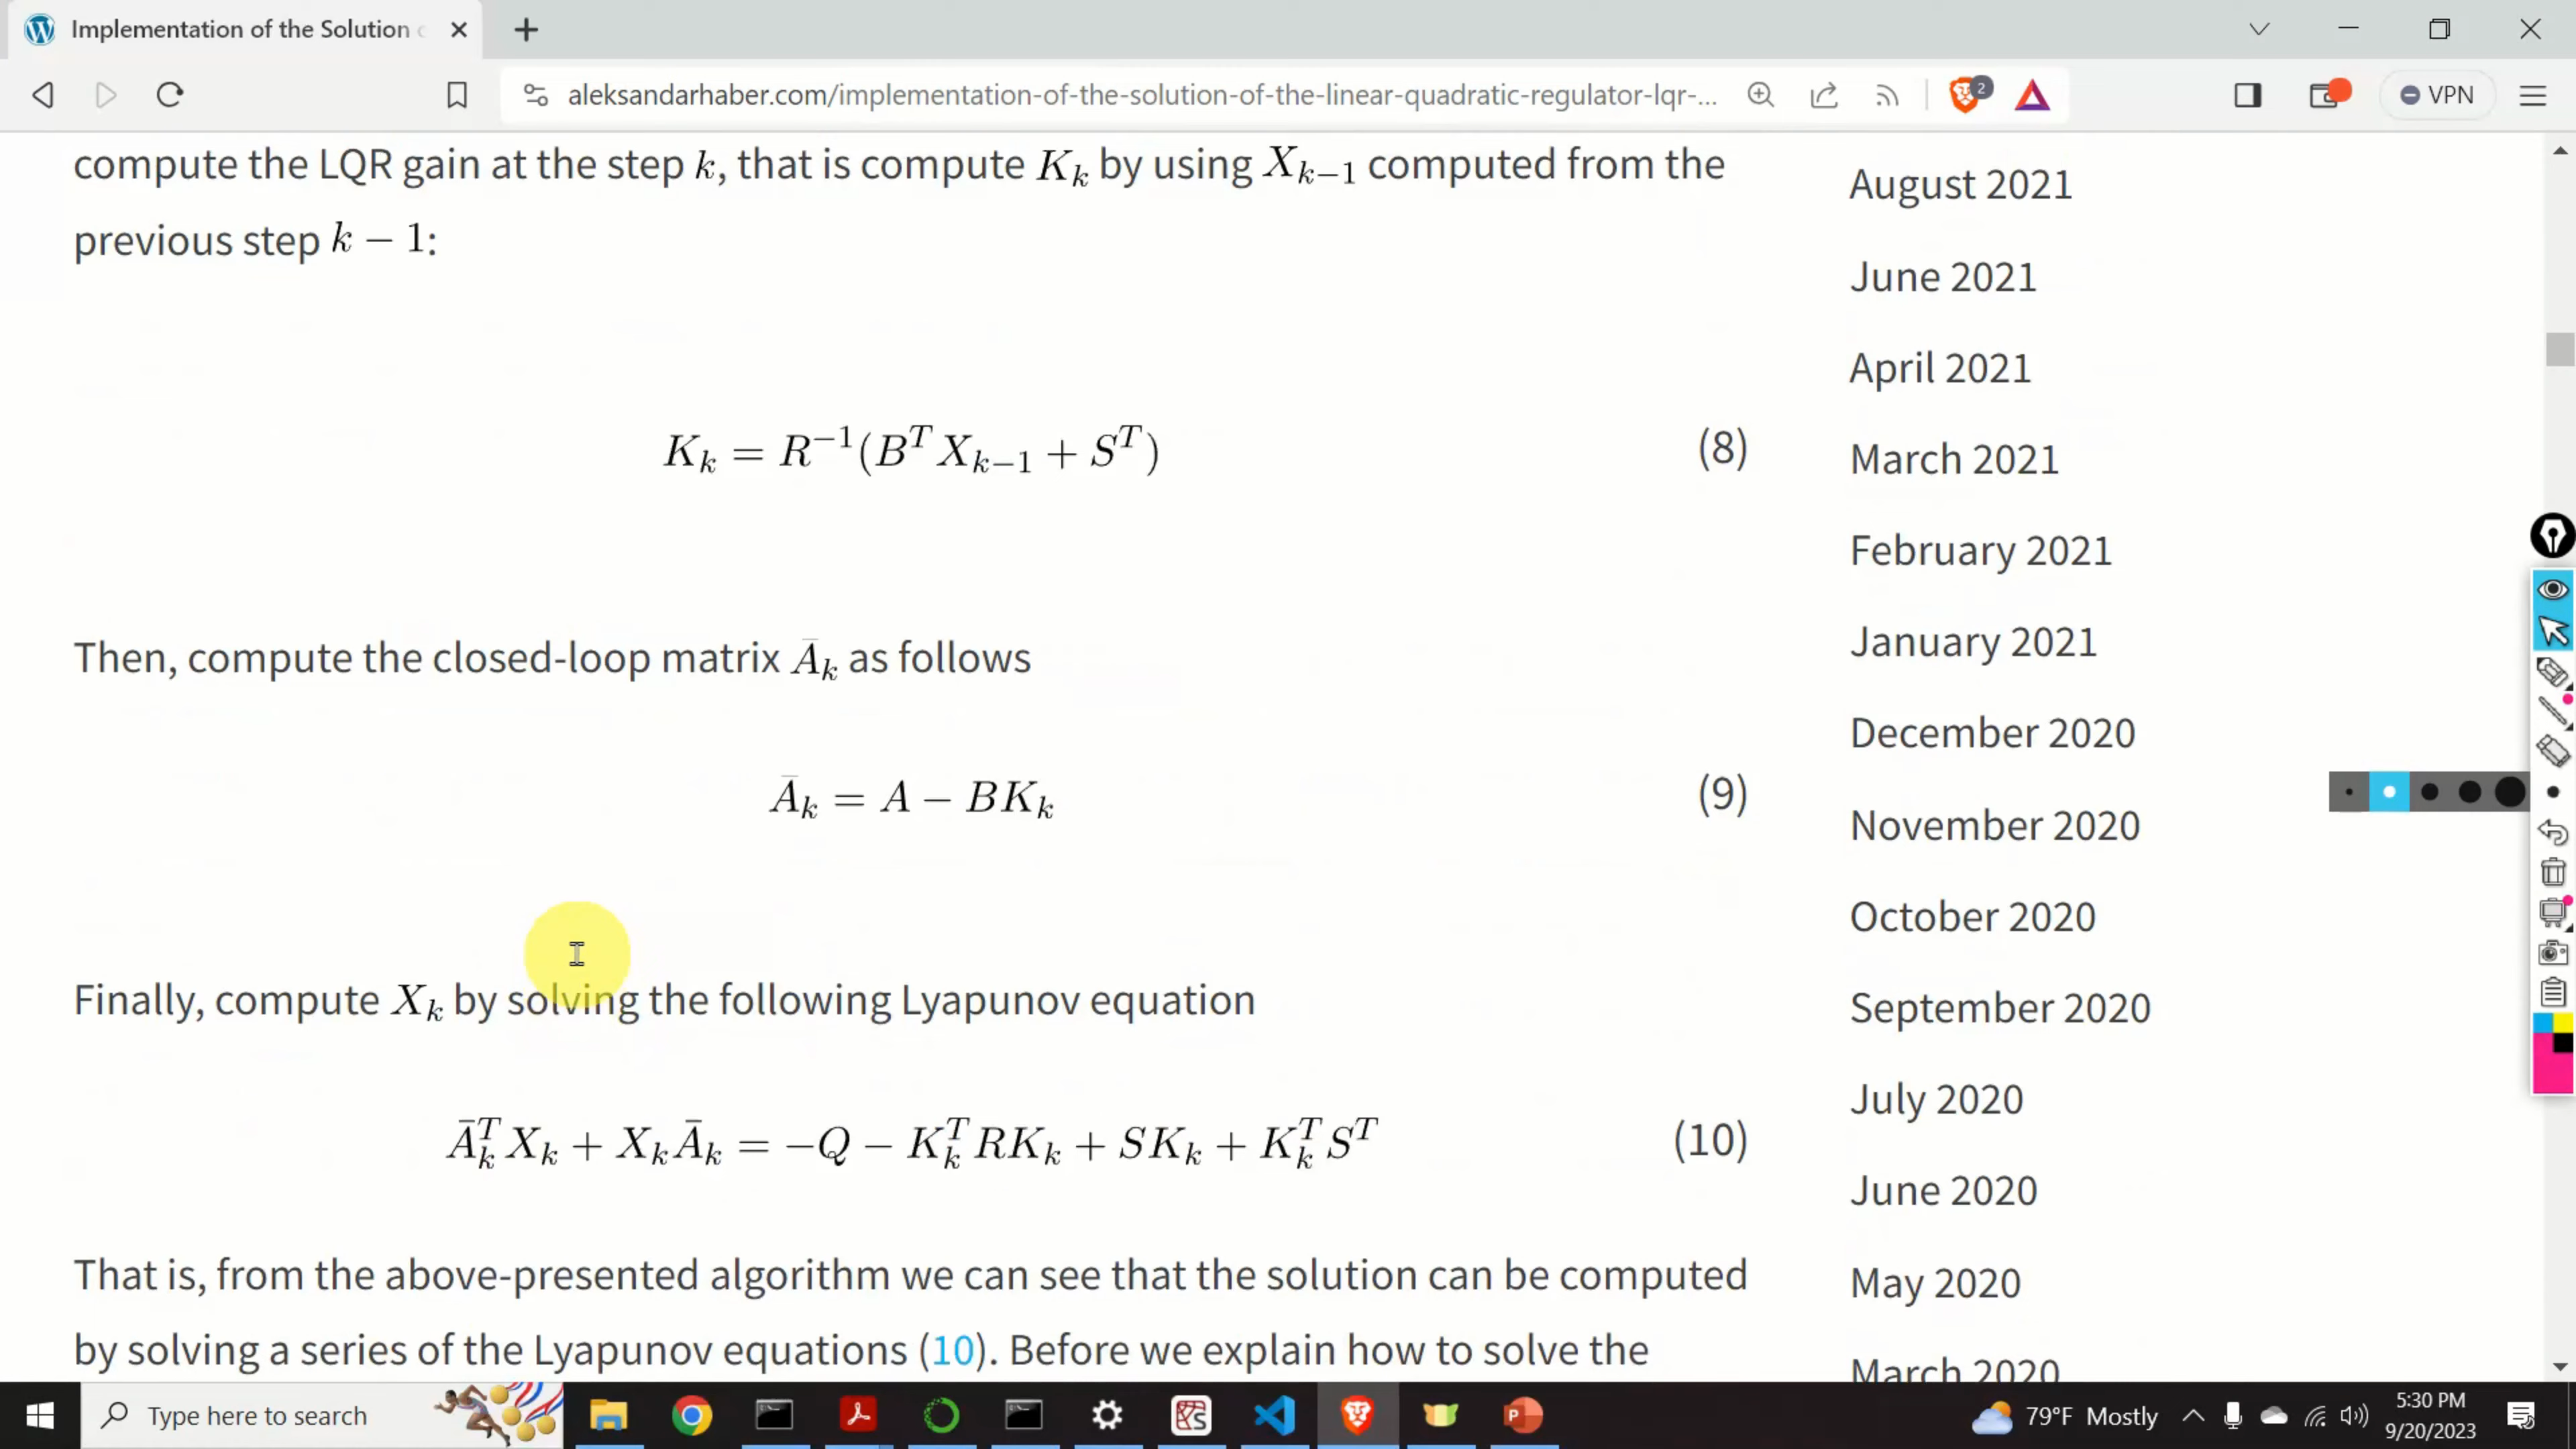 Implementation of the Solution
aleksandarhaber.com/implementation-of-the-solution-of-the-linear-quadratic-regulator-lqr-...
2
VPN
compute the LQR gain at the step k, that is compute K_k by using X_{k-1} computed from the
previous step k − 1:
K_k = R^{-1}(B^T X_{k-1} + S^T) (8)
Then, compute the closed-loop matrix Ā_k as follows
Ā_k = A − BK_k (9)
Finally, compute X_k by solving the following Lyapunov equation
Ā_k^T X_k + X_k Ā_k = −Q − K_k^T RK_k + SK_k + K_k^T S^T (10)
That is, from the above-presented algorithm we can see that the solution can be computed
by solving a series of the Lyapunov equations (10). Before we explain how to solve the
August 2021
June 2021
April 2021
March 2021
February 2021
January 2021
December 2020
November 2020
October 2020
September 2020
July 2020
June 2020
May 2020
March 2020
Type here to search
79°F Mostly
5:30 PM
9/20/2023